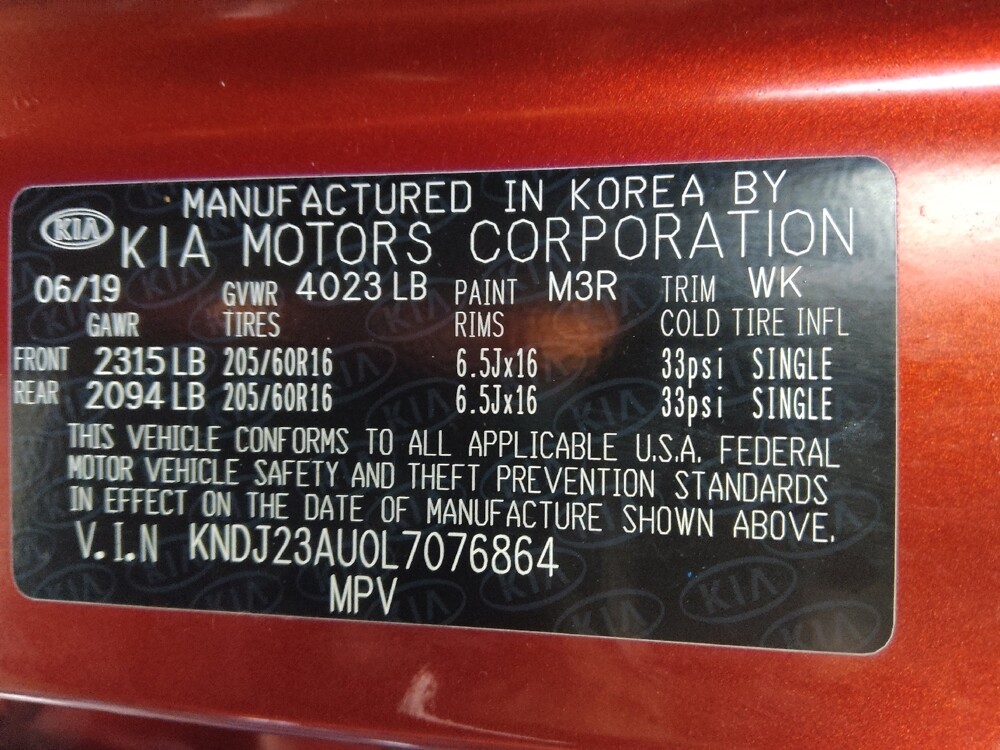 MANUFACTURED IN KOREA BY
KIA KIA MOTORS CORPORATION
06/19 GVWR 4023 LB PAINT M3R TRIM WK
GAWR TIRES RIMS COLD TIRE INFL
FRONT 2315 LB 205/60R16 6.5Jx16 33psi SINGLE
REAR 2094 LB 205/60R16 6.5Jx16 33psi SINGLE
THIS VEHICLE CONFORMS TO ALL APPLICABLE U.S.A. FEDERAL
MOTOR VEHICLE SAFETY AND THEFT PREVENTION STANDARDS
IN EFFECT ON THE DATE OF MANUFACTURE SHOWN ABOVE.
V.I.N KNDJ23AU0L7076864
MPV